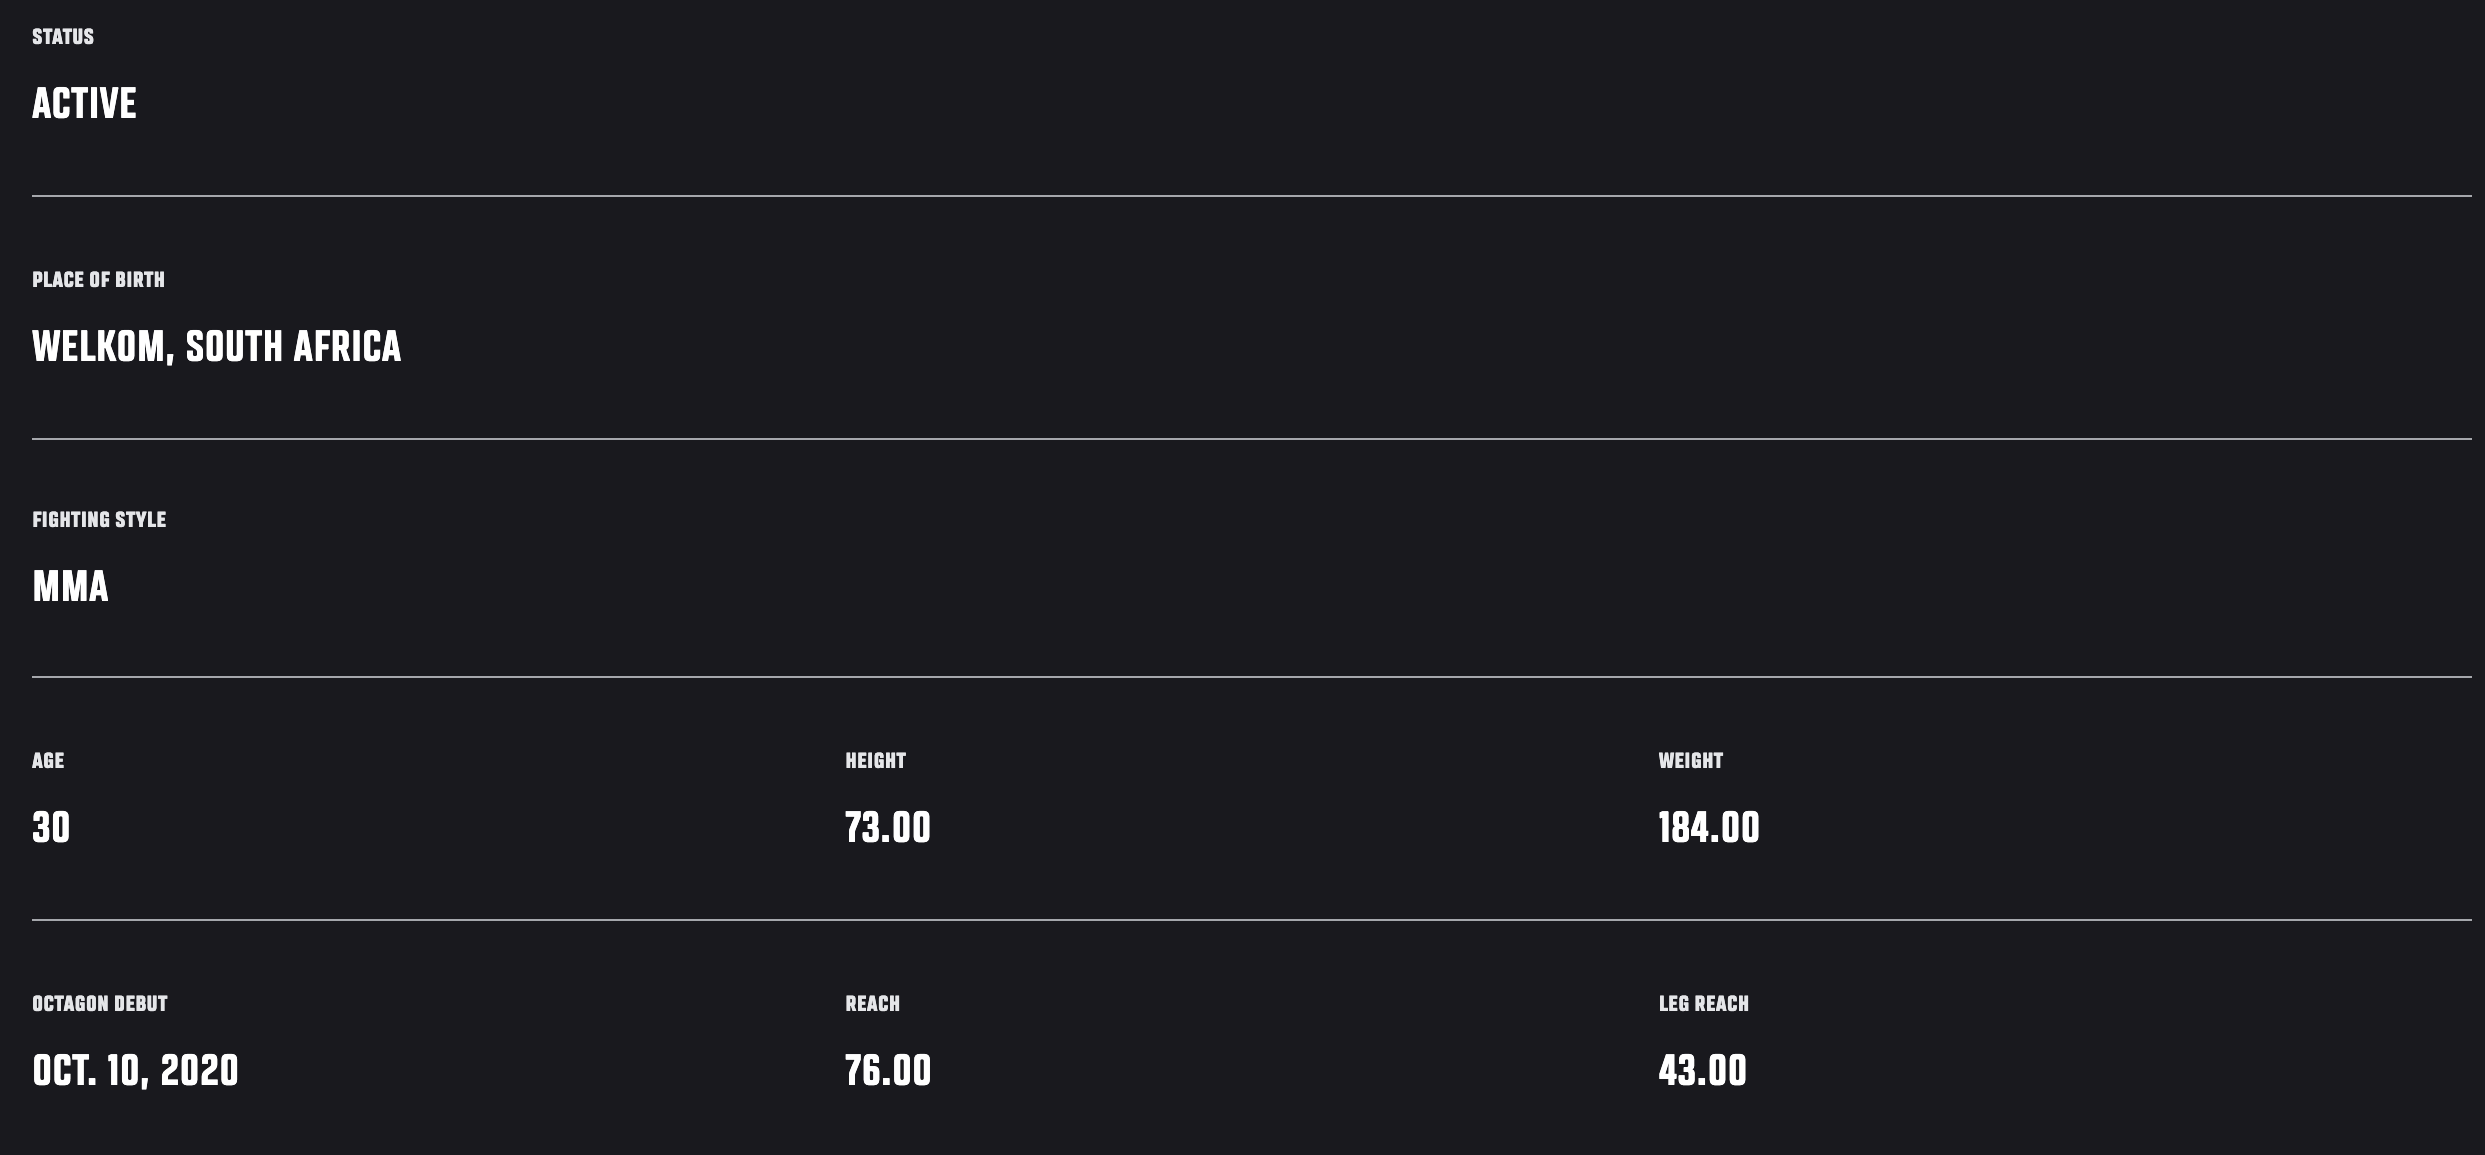 STATUS
ACTIVE
PLACE OF BIRTH
WELKOM, SOUTH AFRICA
FIGHTING STYLE
MMA
AGE
HEIGHT
WEIGHT
30
73.00
184.00
OCTAGON DEBUT
REACH
LEG REACH
OCT. 10, 2020
76.00
43.00